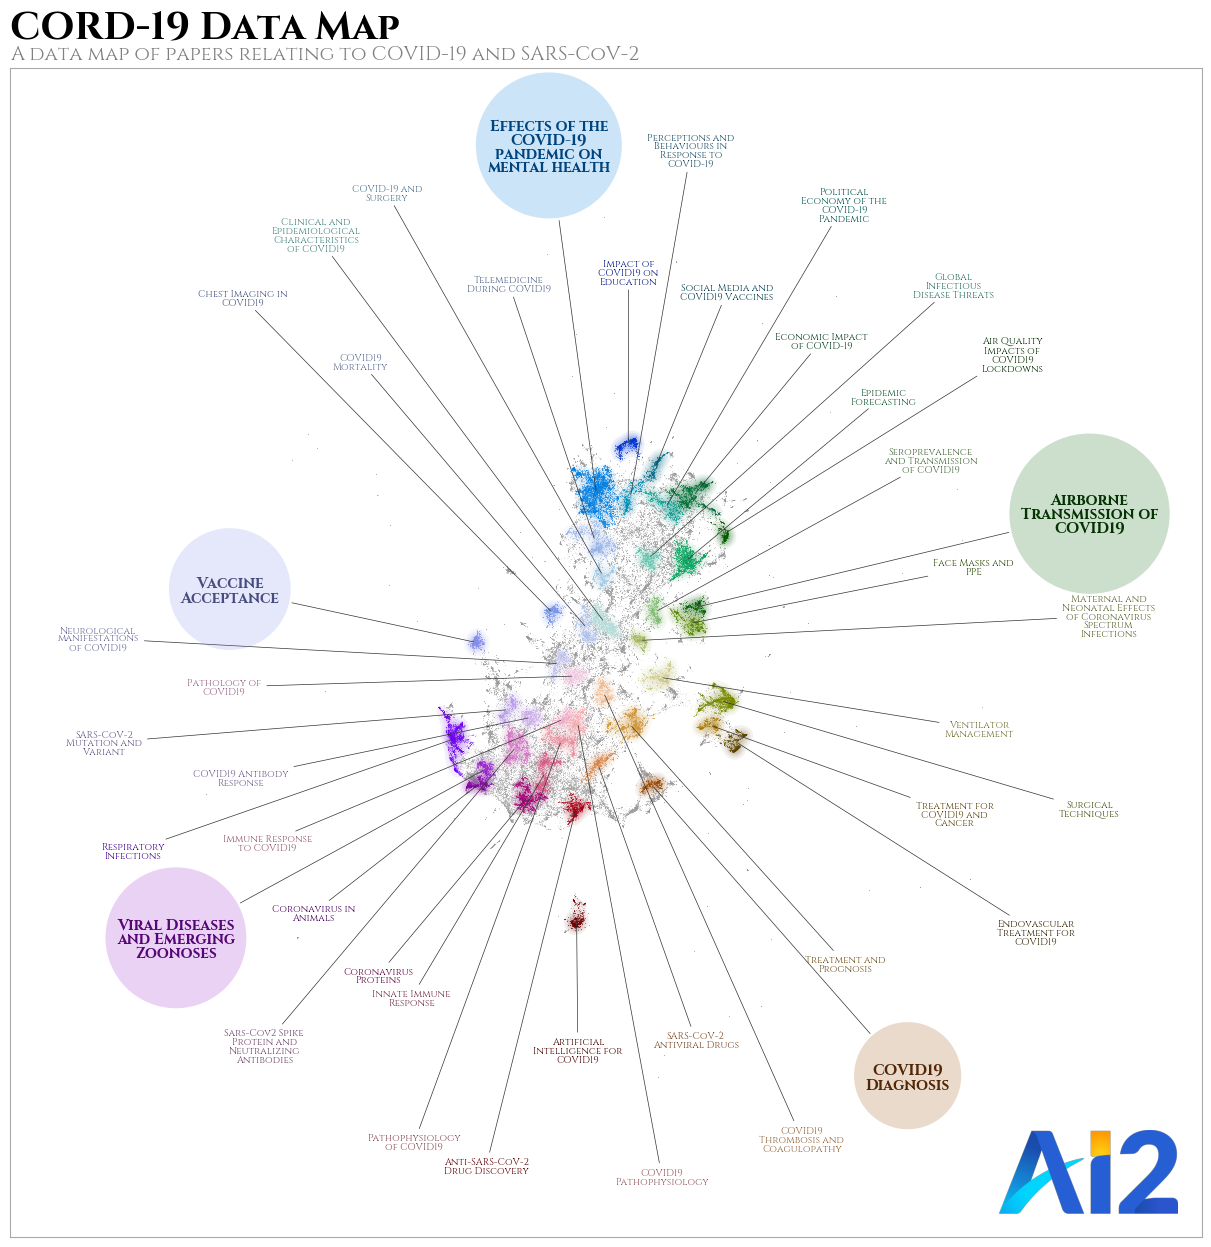 CORD-19 Data Map
A data map of papers relating to COVID-19 and SARS-CoV-2
Effects of the
COVID-19
pandemic on
mental health
Perceptions and
Behaviours in
Response to
COVID-19
COVID-19 and
Surgery
Political
Economy of the
COVID-19
Pandemic
Clinical and
Epidemiological
Characteristics
of COVID19
Telemedicine
During COVID19
Impact of
COVID19 on
Education
Social Media and
COVID19 Vaccines
Global
Infectious
Disease Threats
Chest Imaging in
COVID19
Economic Impact
of COVID-19
Air Quality
Impacts of
COVID19
Lockdowns
COVID19
Mortality
Epidemic
Forecasting
Seroprevalence
and Transmission
of COVID19
Airborne
Transmission of
COVID19
Face Masks and
PPE
Vaccine
Acceptance
Maternal and
Neonatal Effects
of Coronavirus
Spectrum
Infections
Neurological
Manifestations
of COVID19
Pathology of
COVID19
Ventilator
Management
SARS-CoV-2
Mutation and
Variant
COVID19 Antibody
Response
Treatment for
COVID19 and
Cancer
Surgical
Techniques
Respiratory
Infections
Immune Response
to COVID19
Viral Diseases
and Emerging
Zoonoses
Coronavirus in
Animals
Endovascular
Treatment for
COVID19
Coronavirus
Proteins
Innate Immune
Response
Treatment and
Prognosis
Sars-CoV2 Spike
Protein and
Neutralizing
Antibodies
Artificial
Intelligence for
COVID19
SARS-CoV-2
Antiviral Drugs
COVID19
Diagnosis
Pathophysiology
of COVID19
Anti-SARS-CoV-2
Drug Discovery
COVID19
Pathophysiology
COVID19
Thrombosis and
Coagulopathy
Ai2